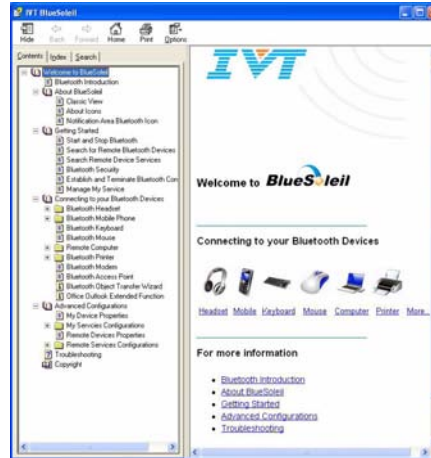 IVT BlueSoleil
Hide Back Forward Home Print Options
Contents Index Search
Welcome to BlueSoleil
Bluetooth Introduction
About BlueSoleil
Classic View
About Icons
Notification Area Bluetooth Icon
Getting Started
Start and Stop Bluetooth
Search for Remote Bluetooth Devices
Search Remote Device Services
Bluetooth Security
Establish and Terminate Bluetooth Con
Manage My Service
Connecting to your Bluetooth Devices
Bluetooth Headset
Bluetooth Mobile Phone
Bluetooth Keyboard
Bluetooth Mouse
Remote Computer
Bluetooth Printer
Bluetooth Modem
Bluetooth Access Point
Bluetooth Object Transfer Wizard
Office Outlook Extended Function
Advanced Configurations
My Device Properties
My Servcies Configurations
Remote Devices Properties
Remote Services Configurations
Troubleshooting
Copyright
IVT
Welcome to BlueSoleil
Connecting to your Bluetooth Devices
Headset Mobile Keyboard Mouse Computer Printer More...
For more information
Bluetooth Introduction
About BlueSoleil
Getting Started
Advanced Configurations
Troubleshooting